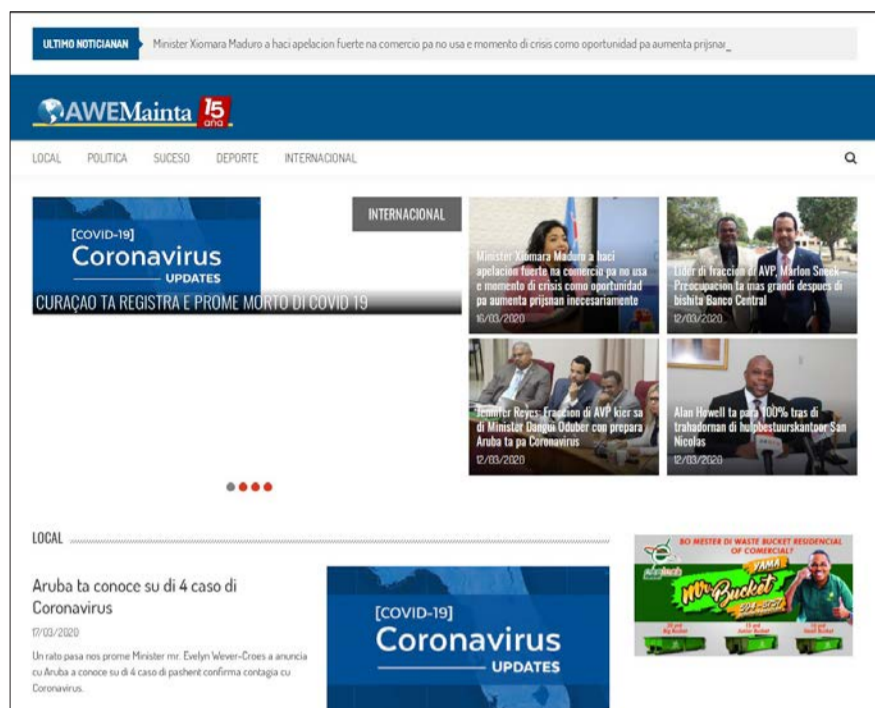 ULTIMO NOTICIANAN
Minister Xiomara Maduro a haci apelacion fuerte na comercio pa no usa e momento di crisis como oportunidad pa aumenta prijsnan_
AWEMainta 15
ana
LOCAL POLITICA SUCESO DEPORTE INTERNACIONAL
INTERNACIONAL
[COVID-19]
Coronavirus
UPDATES
CURAÇAO TA REGISTRA E PROME MORTO DI COVID 19
Minister Xiomara Maduro a haci
apelacion fuerte na comercio pa no usa
e momento di crisis como oportunidad
pa aumenta prijsnan inecesariamente
16/03/2020
Lider di fraccion di AVP, Marlon Sneek
Preocupacion ta mas grandi despues di
bishita Banco Central
12/03/2020
Jennifer Reyes: Fraccion di AVP kier sa
di Minister Dangui Oduber con prepara
Aruba ta pa Coronavirus
12/03/2020
Alan Howell ta para 100% tras di
trahadornan di hulpbestuurskantoor San
Nicolas
12/03/2020
LOCAL
Aruba ta conoce su di 4 caso di
Coronavirus
17/03/2020
Un rato pasa nos prome Minister mr. Evelyn Wever-Croes a anuncia
cu Aruba a conoce su di 4 caso di pashent confirma contagia cu
Coronavirus.
[COVID-19]
Coronavirus
UPDATES
BO MESTER DI WASTE BUCKET RESIDENCIAL
OF COMERCIAL?
YAMA
Mr. Bucket